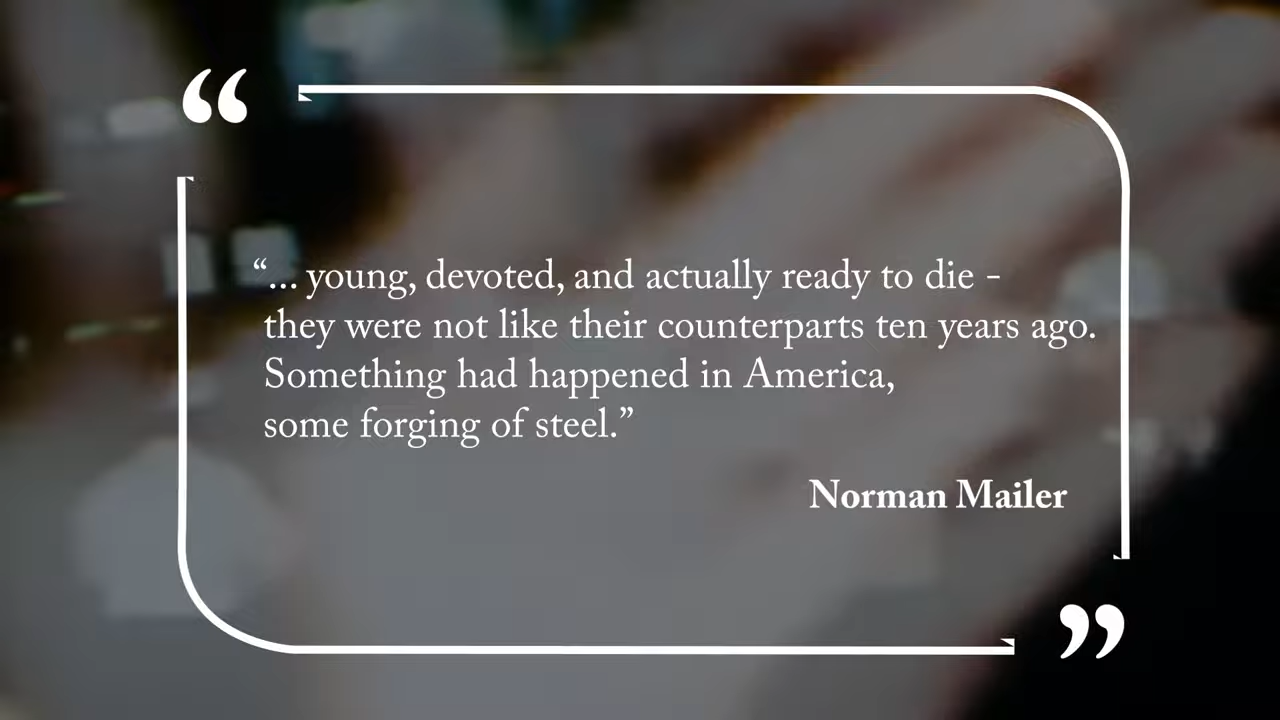 “... young, devoted, and actually ready to die -
they were not like their counterparts ten years ago.
Something had happened in America,
some forging of steel.”
Norman Mailer